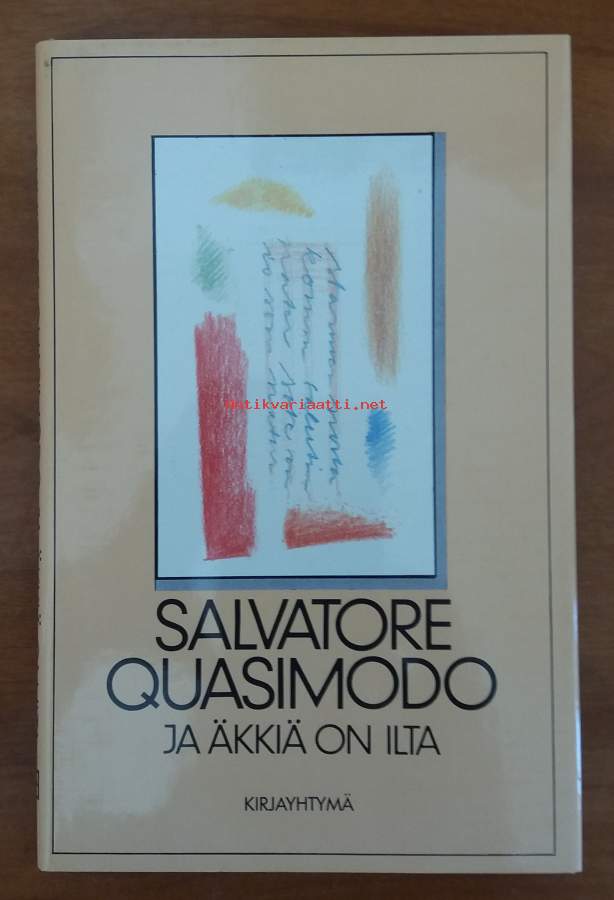 Antikvariaatti.net
SALVATORE
QUASIMODO
JA ÄKKIÄ ON ILTA
KIRJAYHTYMÄ